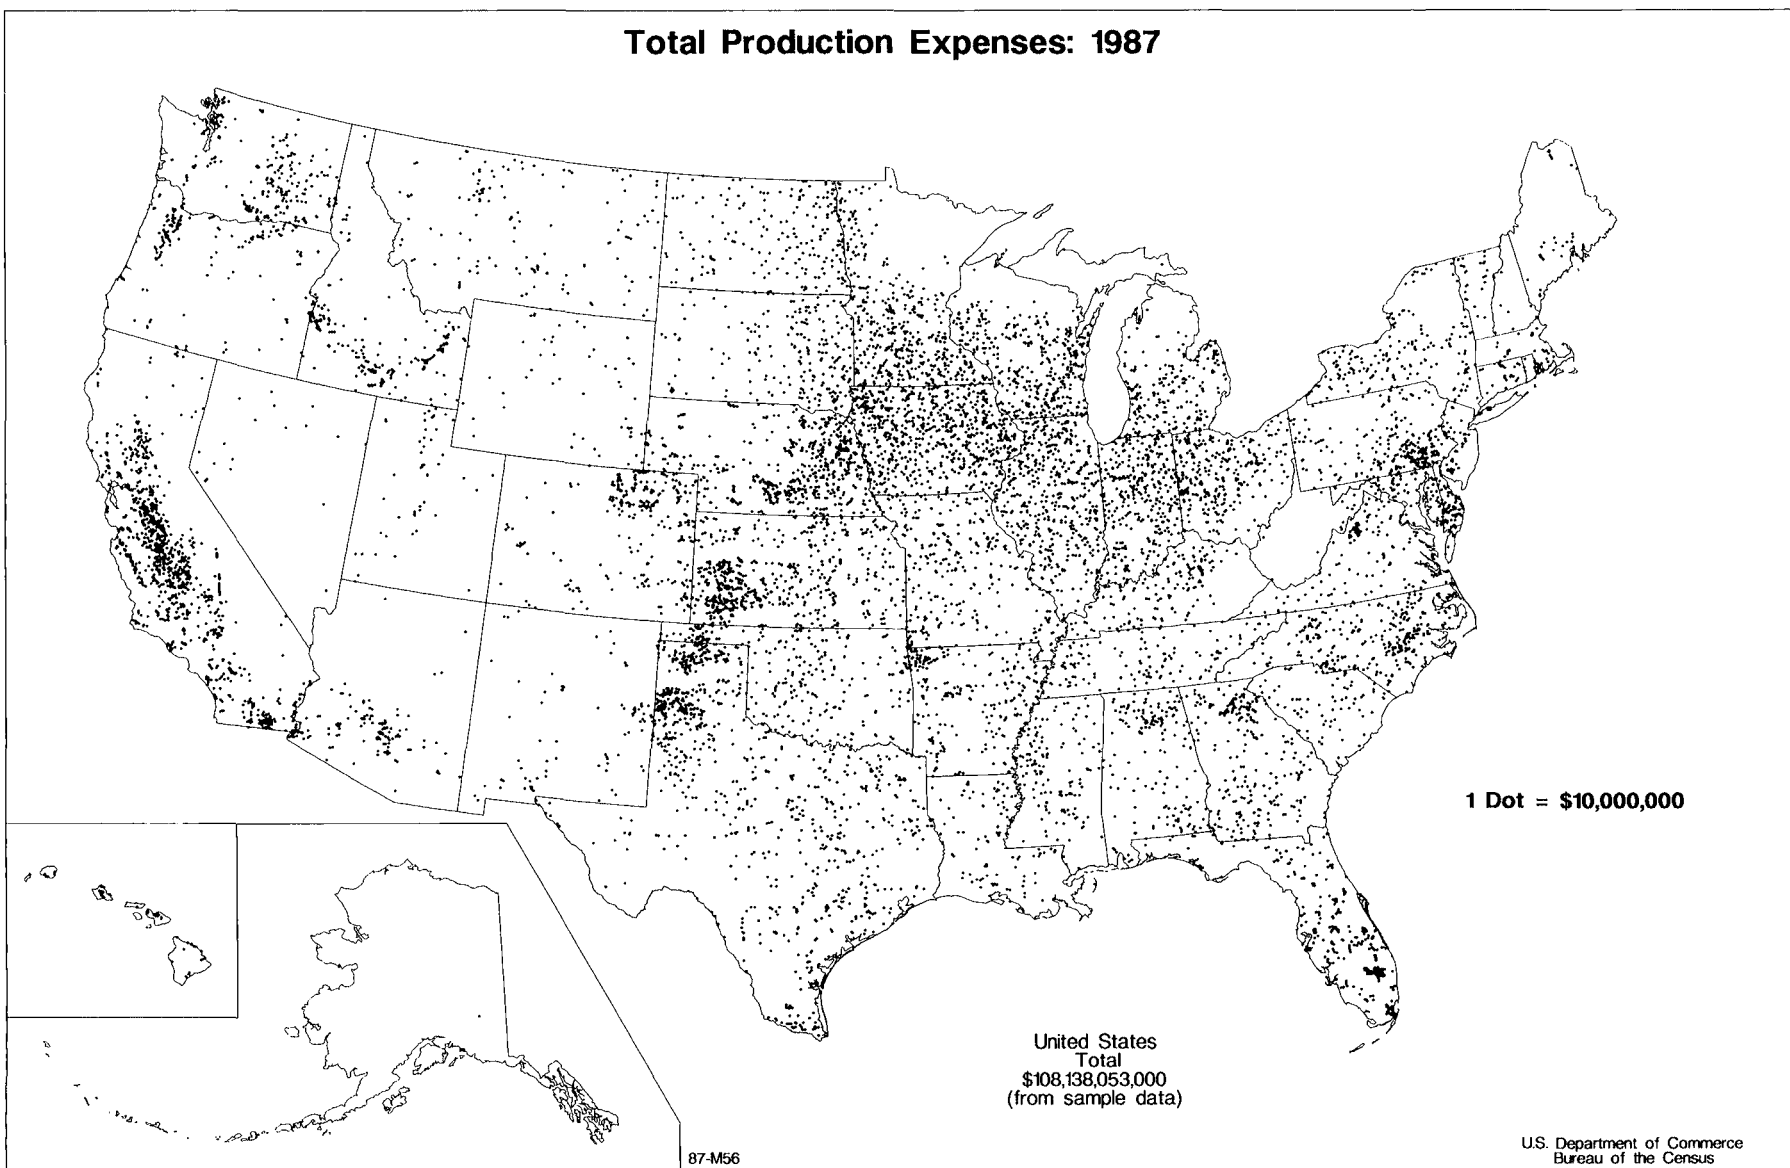 Total Production Expenses: 1987
1 Dot = $10,000,000
United States
Total
$108,138,053,000
(from sample data)
87-M56
U.S. Department of Commerce
Bureau of the Census